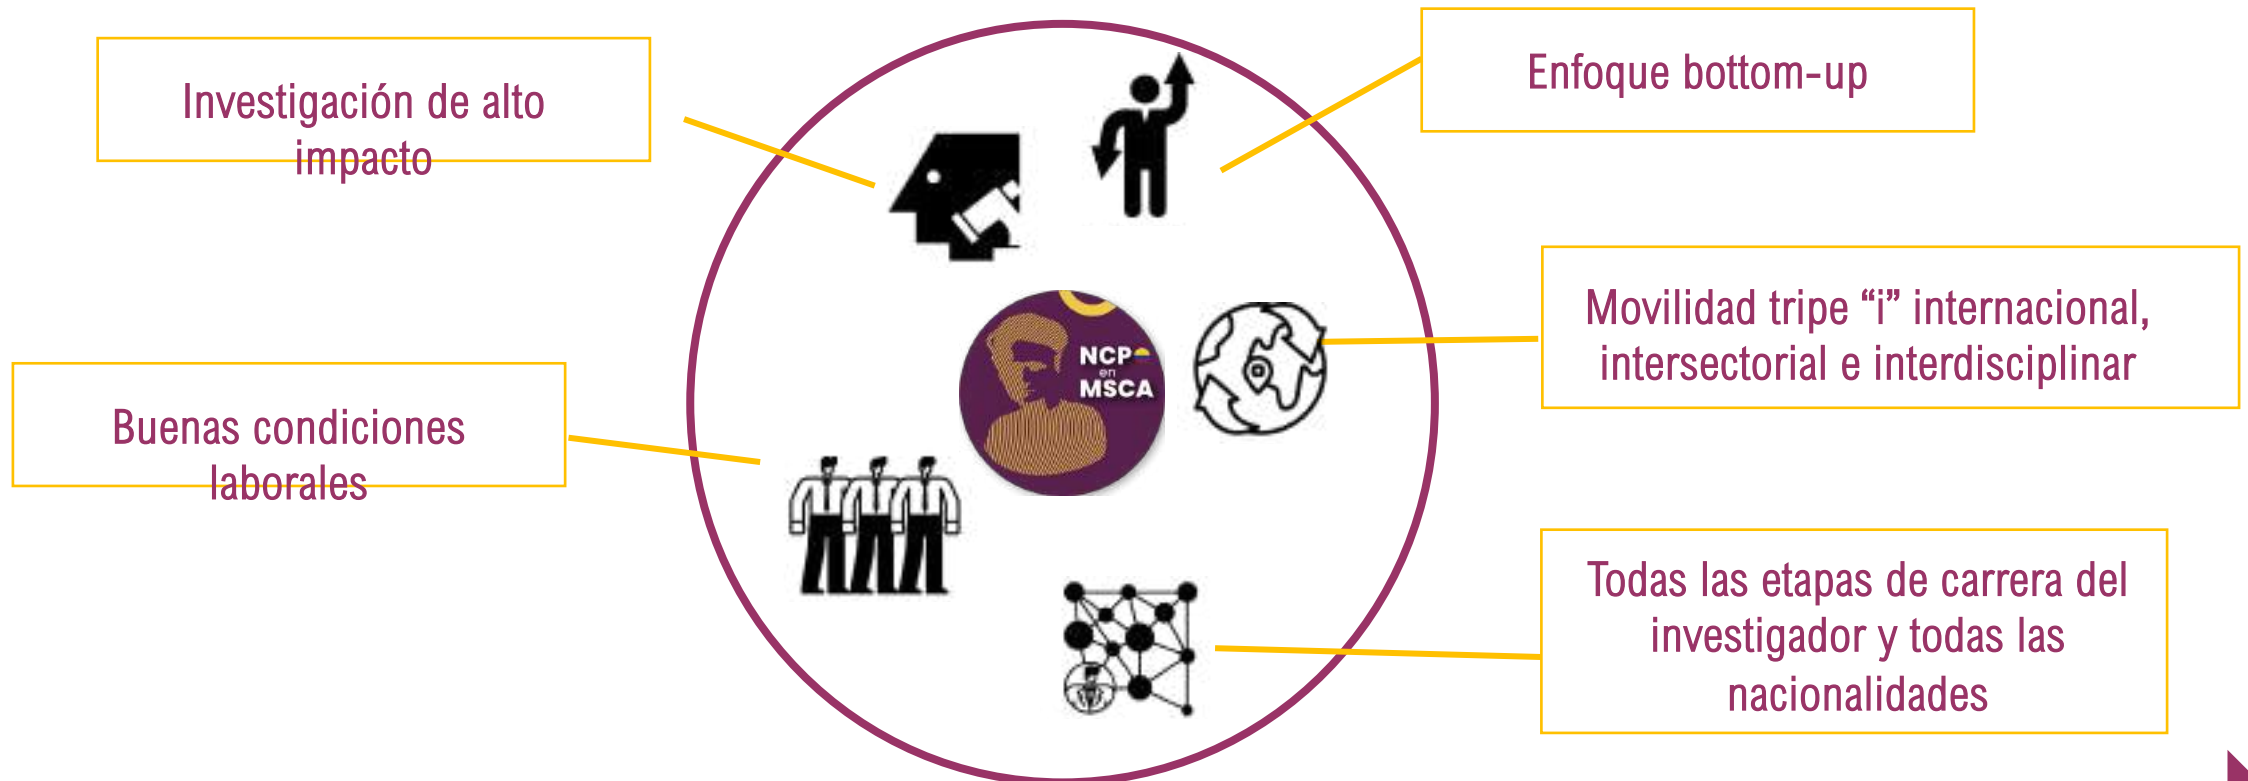 Investigación de alto
impacto
Enfoque bottom-up
Movilidad tripe “i” internacional,
intersectorial e interdisciplinar
NCP
en
MSCA
Buenas condiciones
laborales
Todas las etapas de carrera del
investigador y todas las
nacionalidades